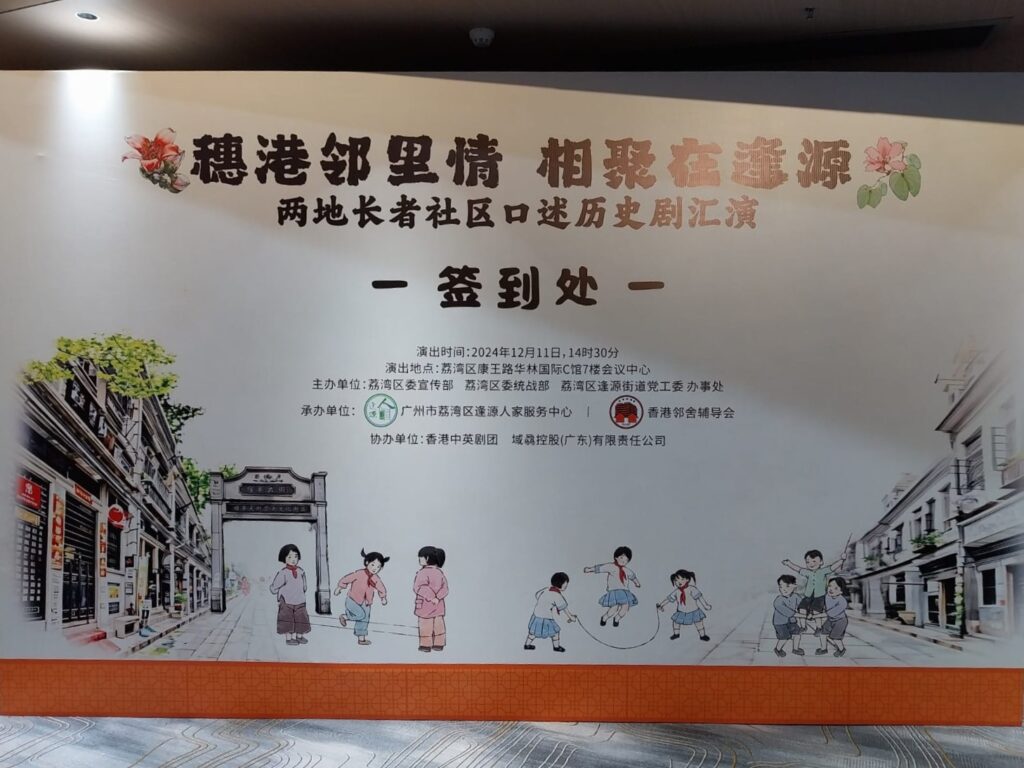 穗港邻里情 相聚在逢源
两地长者社区口述历史剧汇演
签到处
演出时间:2024年12月11日,14时30分
演出地点:荔湾区康王路华林国际C馆7楼会议中心
主办单位:荔湾区委宣传部 荔湾区委统战部 荔湾区逢源街道党工委 办事处
承办单位: 广州市荔湾区逢源人家服务中心 | 香港邻舍辅导会
协办单位:香港中英剧团 域骉控股(广东)有限责任公司